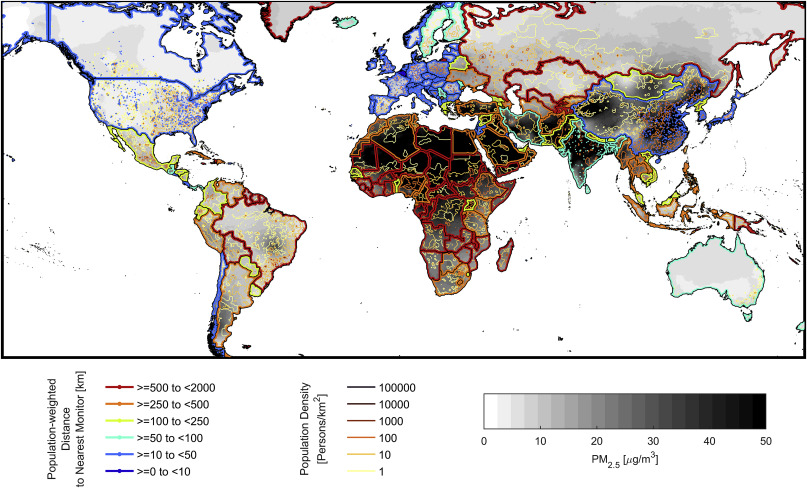 Population-weighted
Distance
to Nearest Monitor [km]
>=500 to <2000
>=250 to <500
>=100 to <250
>=50 to <100
>=10 to <50
>=0 to <10
Population Density
[Persons/km²]
100000
10000
1000
100
10
1
0 10 20 30 40 50
PM₂.₅ [μg/m³]